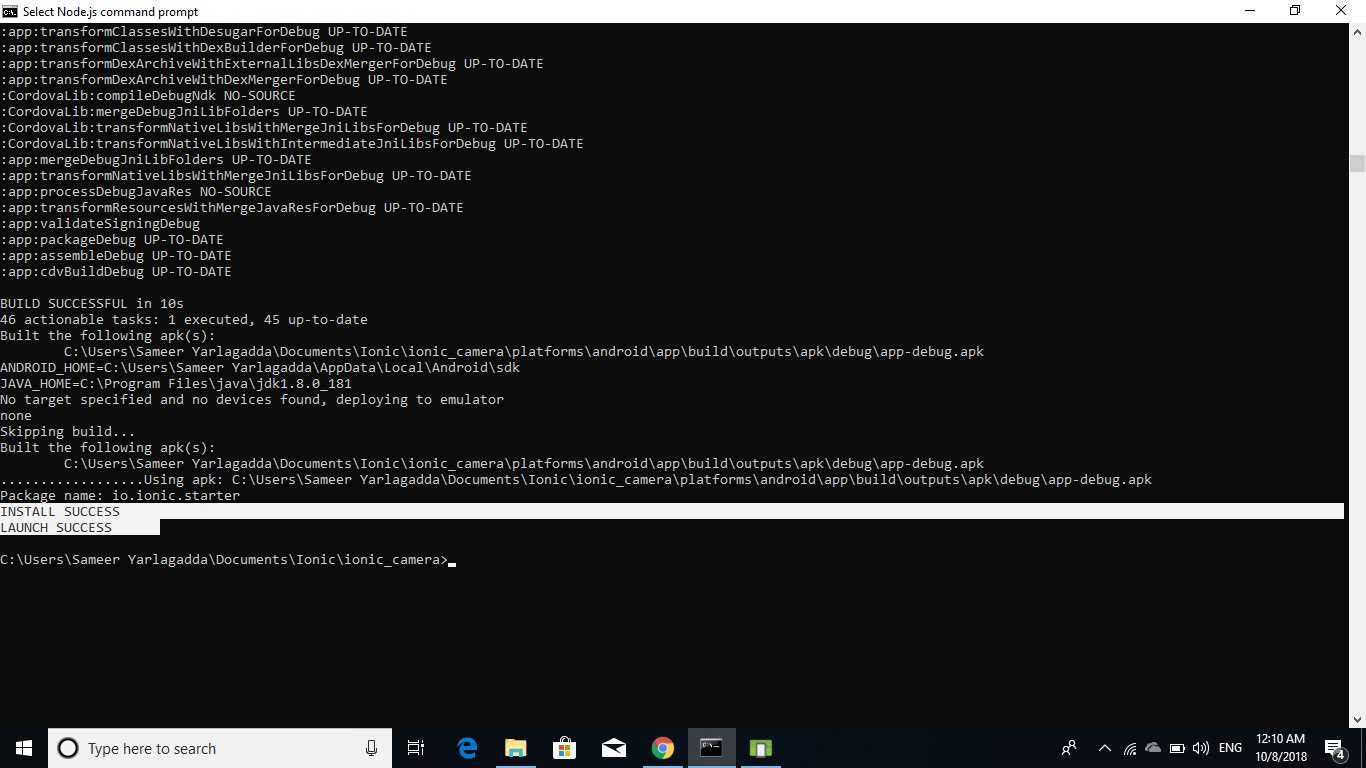 Select Node.js command prompt
:app:transformClassesWithDesugarForDebug UP-TO-DATE
:app:transformClassesWithDexBuilderForDebug UP-TO-DATE
:app:transformDexArchiveWithExternalLibsDexMergerForDebug UP-TO-DATE
:app:transformDexArchiveWithDexMergerForDebug UP-TO-DATE
:CordovaLib:compileDebugNdk NO-SOURCE
:CordovaLib:mergeDebugJniLibFolders UP-TO-DATE
:CordovaLib:transformNativeLibsWithMergeJniLibsForDebug UP-TO-DATE
:CordovaLib:transformNativeLibsWithIntermediateJniLibsForDebug UP-TO-DATE
:app:mergeDebugJniLibFolders UP-TO-DATE
:app:transformNativeLibsWithMergeJniLibsForDebug UP-TO-DATE
:app:processDebugJavaRes NO-SOURCE
:app:transformResourcesWithMergeJavaResForDebug UP-TO-DATE
:app:validateSigningDebug
:app:packageDebug UP-TO-DATE
:app:assembleDebug UP-TO-DATE
:app:cdvBuildDebug UP-TO-DATE
BUILD SUCCESSFUL in 10s
46 actionable tasks: 1 executed, 45 up-to-date
Built the following apk(s):
C:\Users\Sameer Yarlagadda\Documents\Ionic\ionic_camera\platforms\android\app\build\outputs\apk\debug\app-debug.apk
ANDROID_HOME=C:\Users\Sameer Yarlagadda\AppData\Local\Android\sdk
JAVA_HOME=C:\Program Files\java\jdk1.8.0_181
No target specified and no devices found, deploying to emulator
none
Skipping build...
Built the following apk(s):
C:\Users\Sameer Yarlagadda\Documents\Ionic\ionic_camera\platforms\android\app\build\outputs\apk\debug\app-debug.apk
..................Using apk: C:\Users\Sameer Yarlagadda\Documents\Ionic\ionic_camera\platforms\android\app\build\outputs\apk\debug\app-debug.apk
Package name: io.ionic.starter
INSTALL SUCCESS
LAUNCH SUCCESS
C:\Users\Sameer Yarlagadda\Documents\Ionic\ionic_camera>
Type here to search
ENG
12:10 AM
10/8/2018
4